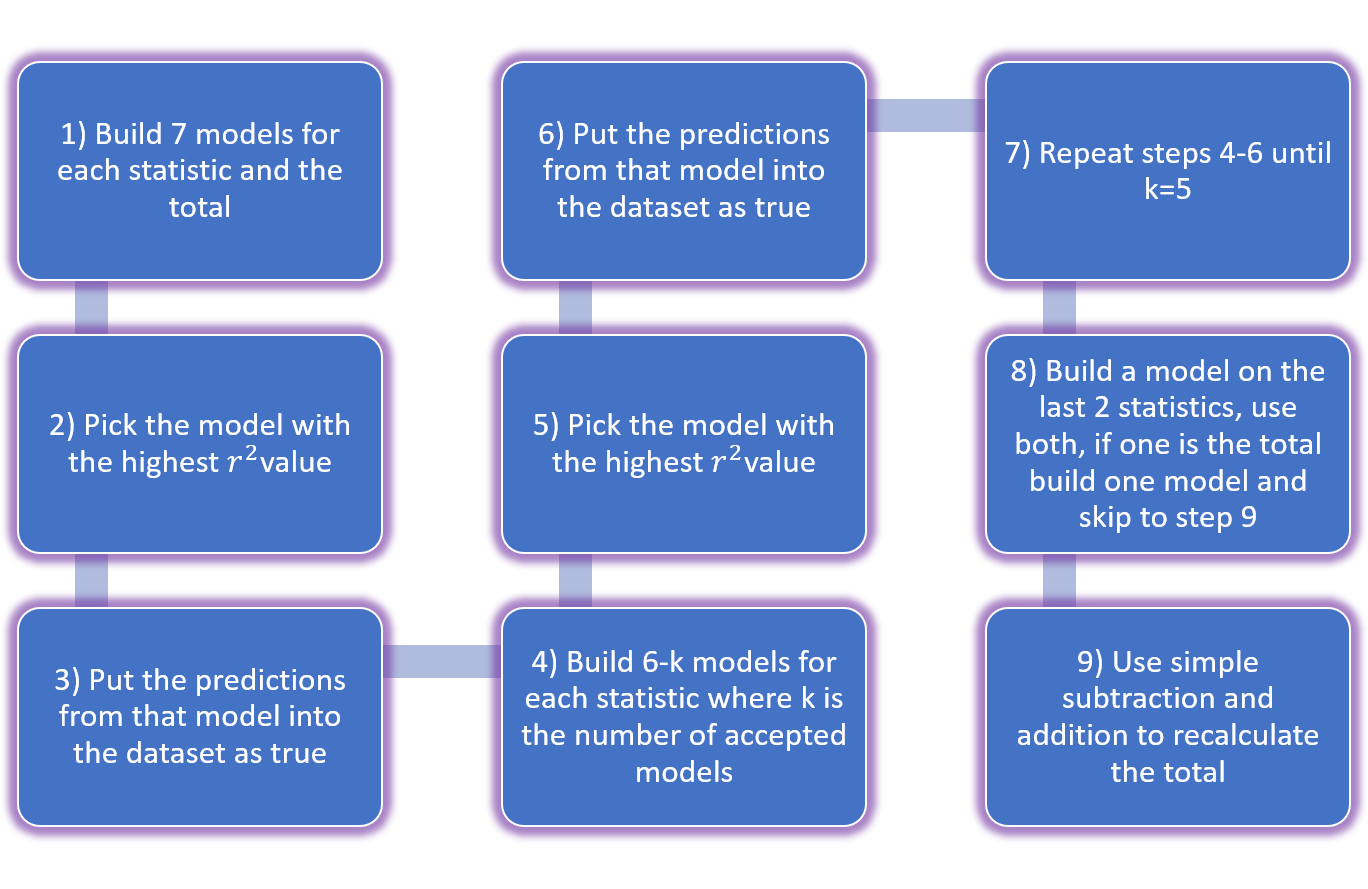 1) Build 7 models for
each statistic and the
total
2) Pick the model with
the highest r² value
3) Put the predictions
from that model into
the dataset as true
4) Build 6-k models for
each statistic where k is
the number of accepted
models
5) Pick the model with
the highest r² value
6) Put the predictions
from that model into
the dataset as true
7) Repeat steps 4-6 until
k=5
8) Build a model on the
last 2 statistics, use
both, if one is the total
build one model and
skip to step 9
9) Use simple
subtraction and
addition to recalculate
the total